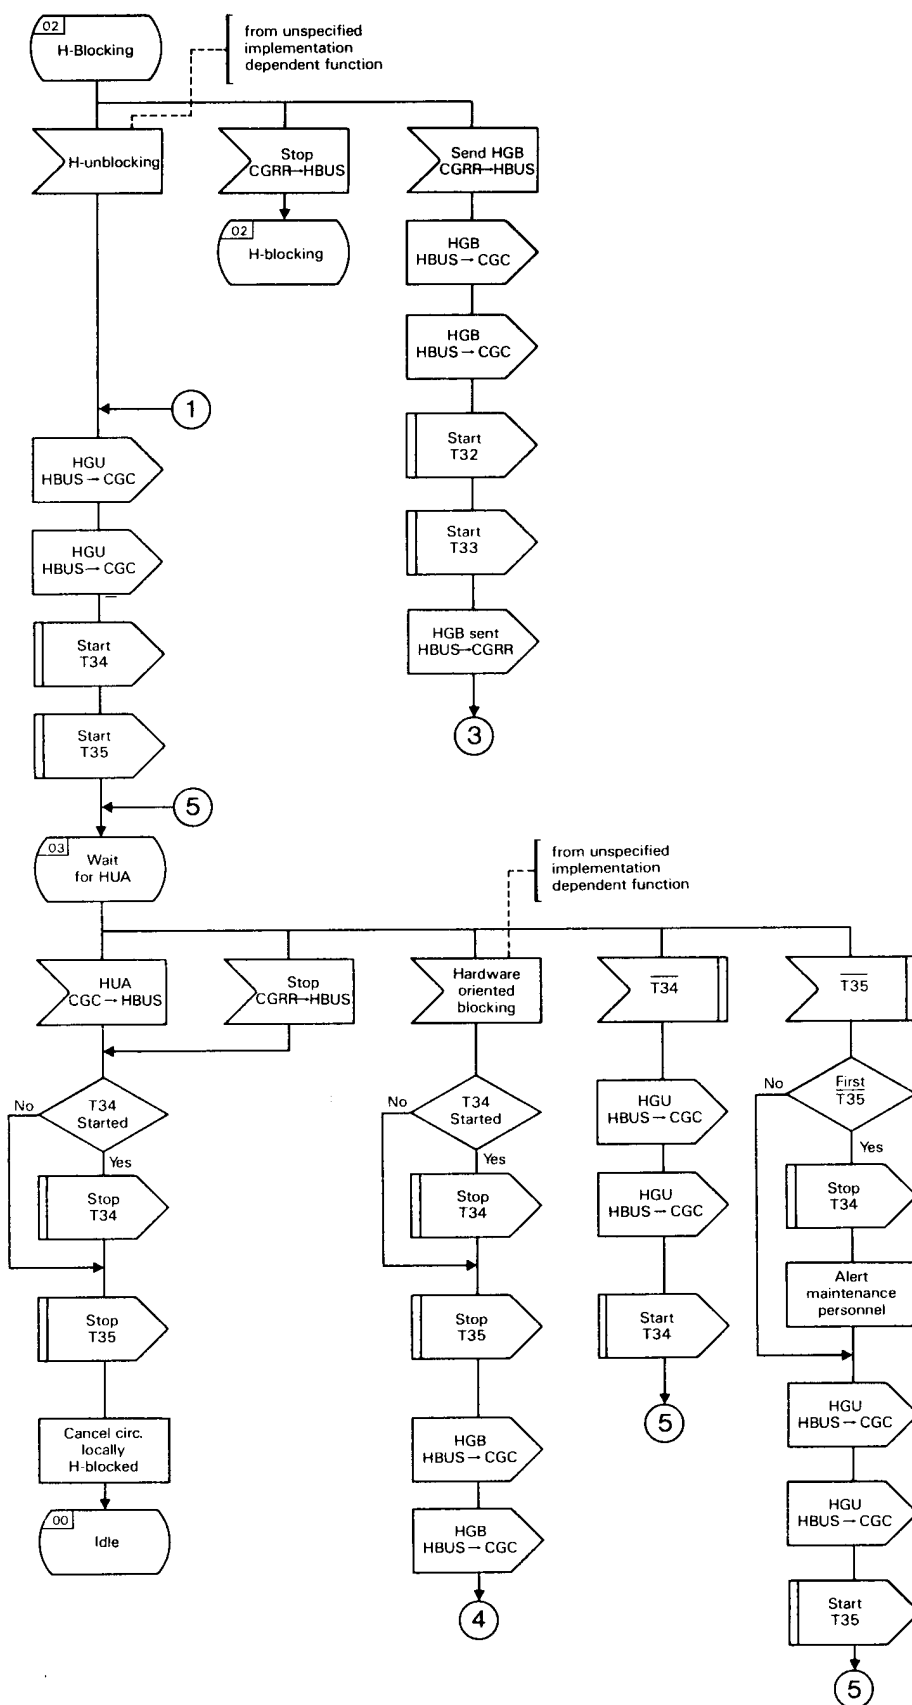 02
H-Blocking
from unspecified
implementation
dependent function
H-unblocking
Stop
CGRR→HBUS
Send HGB
CGRR→HBUS
02
H-blocking
HGB
HBUS→CGC
HGB
HBUS→CGC
1
Start
T32
HGU
HBUS→CGC
Start
T33
HGU
HBUS→CGC
HGB sent
HBUS→CGRR
Start
T34
Start
T35
3
5
03
Wait
for HUA
from unspecified
implementation
dependent function
HUA
CGC→HBUS
Stop
CGRR→HBUS
Hardware
oriented
blocking
T34
T35
No
T34
Started
Yes
No
T34
Started
Yes
HGU
HBUS→CGC
No
First
T35
Yes
Stop
T34
Stop
T34
HGU
HBUS→CGC
Stop
T34
Alert
maintenance
personnel
Stop
T35
Stop
T35
Start
T34
HGU
HBUS→CGC
5
Cancel circ.
locally
H-blocked
HGB
HBUS→CGC
HGU
HBUS→CGC
00
Idle
HGB
HBUS→CGC
Start
T35
4
5